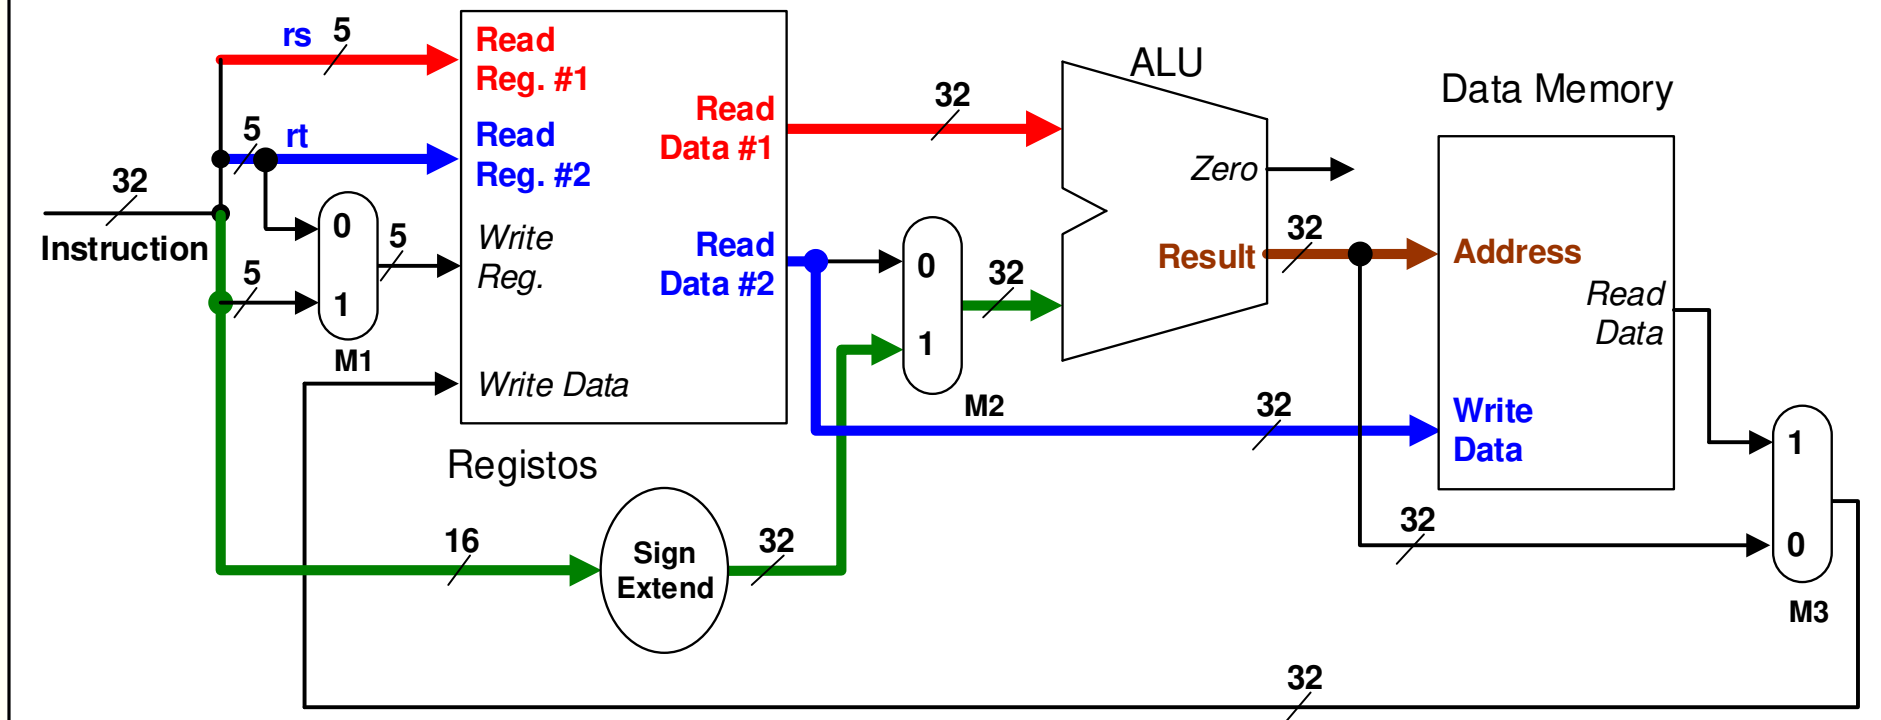 rs
5
Read
Reg. #1
ALU
Data Memory
5
rt
Read
Reg. #2
Read
Data #1
32
Zero
32
Instruction
0
1
M1
5
5
Write
Reg.
Write Data
Read
Data #2
0
1
M2
32
Result
32
Address
Read
Data
Write
Data
32
Registos
16
Sign
Extend
32
32
1
0
M3
32